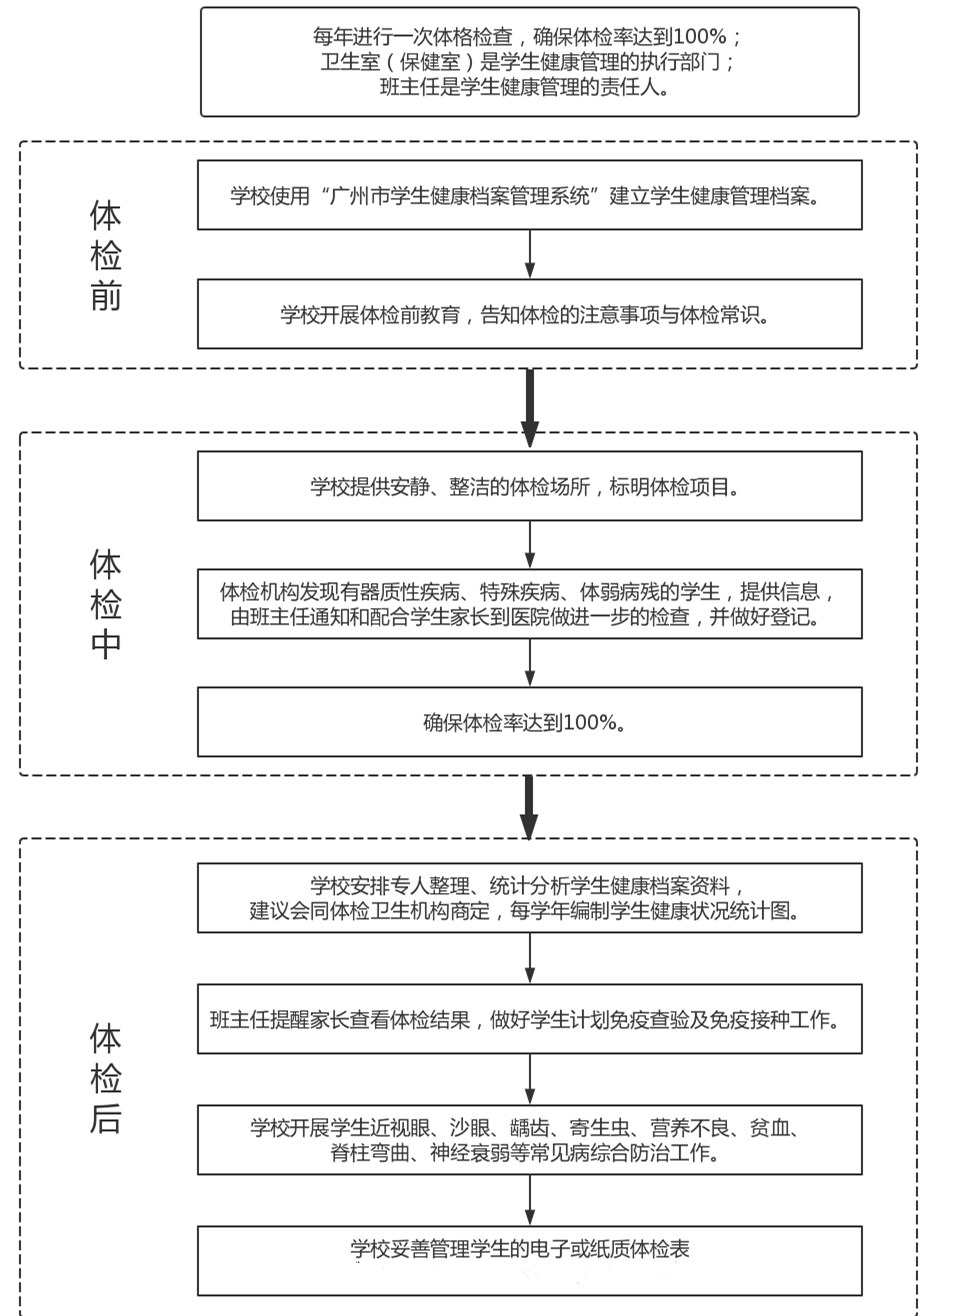 每年进行一次体格检查，确保体检率达到100%；
卫生室（保健室）是学生健康管理的执行部门；
班主任是学生健康管理的责任人。
体检前
学校使用“广州市学生健康档案管理系统”建立学生健康管理档案。
学校开展体检前教育，告知体检的注意事项与体检常识。
体检中
学校提供安静、整洁的体检场所，标明体检项目。
体检机构发现有器质性疾病、特殊疾病、体弱病残的学生，提供信息，
由班主任通知和配合学生家长到医院做进一步的检查，并做好登记。
确保体检率达到100%。
体检后
学校安排专人整理、统计分析学生健康档案资料，
建议会同体检卫生机构商定，每学年编制学生健康状况统计图。
班主任提醒家长查看体检结果，做好学生计划免疫查验及免疫接种工作。
学校开展学生近视眼、沙眼、龋齿、寄生虫、营养不良、贫血、
脊柱弯曲、神经衰弱等常见病综合防治工作。
学校妥善管理学生的电子或纸质体检表